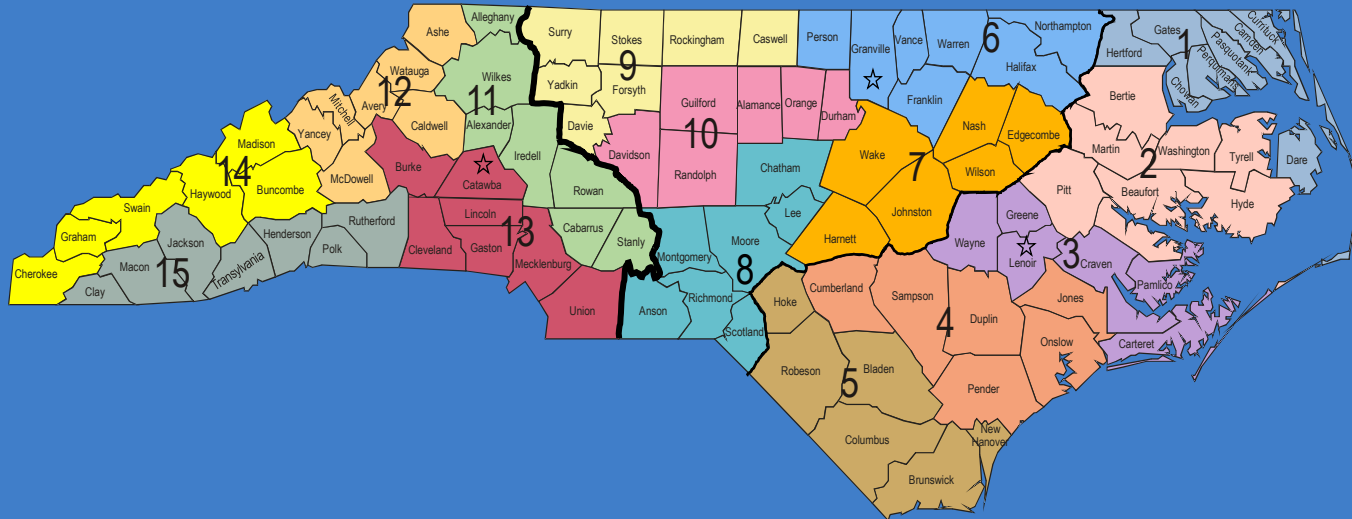 Alleghany
Ashe
Surry
Stokes
Rockingham
Caswell
Person
Granville
Vance
Warren
6
Northampton
Halifax
Hertford
Gates
1
Currituck
Camden
Pasquotank
Perquimans
Chowan
Watauga
12
Wilkes
11
Yadkin
9
Forsyth
Guilford
Alamance
Orange
Durham
Franklin
Bertie
Mitchell
Avery
Caldwell
Alexander
Davie
10
Nash
Edgecombe
Madison
Yancey
Burke
Catawba
Iredell
Davidson
Randolph
Chatham
Wake
7
Wilson
Martin
2
Washington
Tyrell
Dare
14
Haywood
Buncombe
McDowell
Rowan
Lee
Johnston
Pitt
Beaufort
Hyde
Swain
Lincoln
Cabarrus
Stanly
Harnett
Greene
Graham
Jackson
Henderson
Rutherford
Cleveland
Gaston
13
Mecklenburg
Montgomery
Moore
8
Wayne
Lenoir
3
Craven
Cherokee
Macon
15
Transylvania
Polk
Clay
Union
Anson
Richmond
Scotland
Hoke
Cumberland
Sampson
4
Duplin
Jones
Pamlico
Onslow
Carteret
Robeson
5
Bladen
Pender
Columbus
New
Hanover
Brunswick